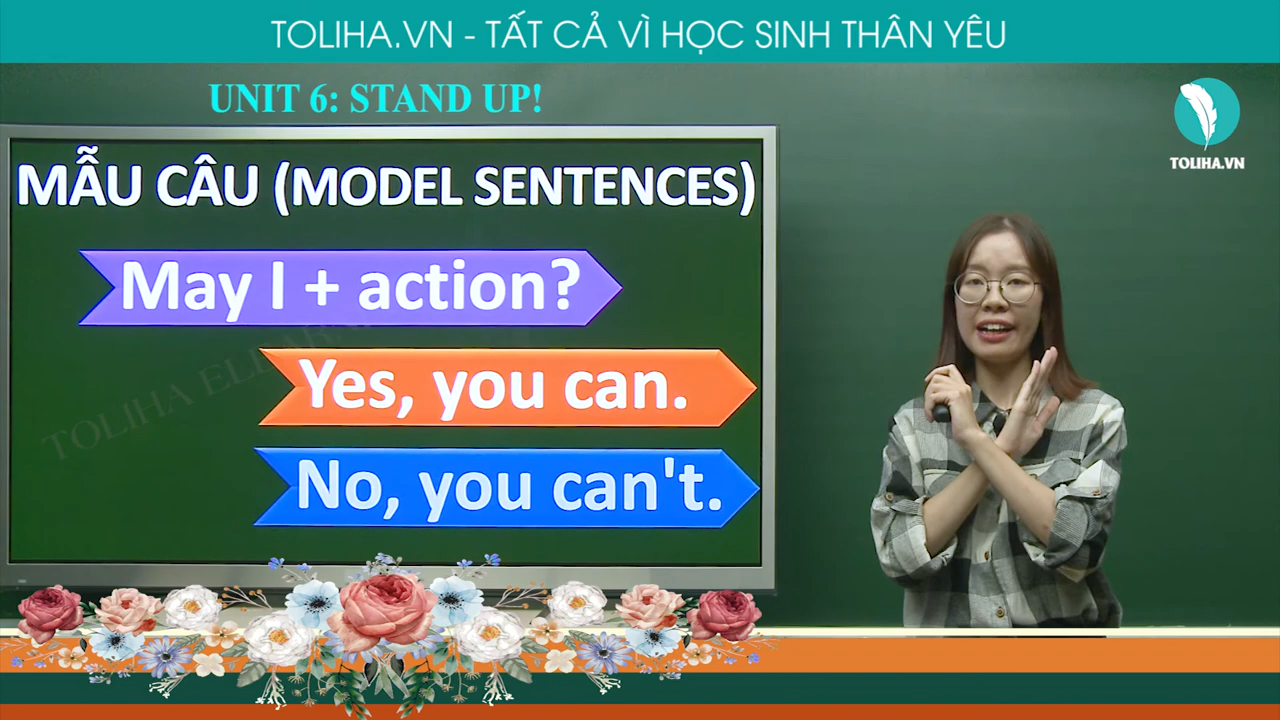 TOLIHA.VN - TẤT CẢ VÌ HỌC SINH THÂN YÊU
UNIT 6: STAND UP!
TOLIHA.VN
MẪU CÂU (MODEL SENTENCES)
May I + action?
Yes, you can.
No, you can't.